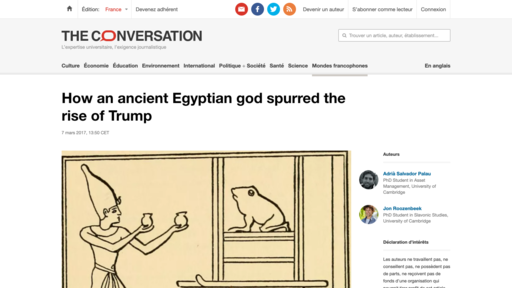 Édition: France Devenez adhérent Devenir un auteur S'abonner comme lecteur Connexion
THE CONVERSATION
L'expertise universitaire, l'exigence journalistique
Trouver un article, auteur, établissement...
Culture Économie Éducation Environnement International Politique + Société Santé Science Mondes francophones En anglais
How an ancient Egyptian god spurred the
rise of Trump
7 mars 2017, 13:00 CET
Auteurs
Adrià Salvador Palau
PhD Student in Asset
Management, University of
Cambridge
Jon Roozenbeek
PhD Student in Slavonic Studies,
University of Cambridge
Déclaration d'intérêts
Les auteurs ne travaillent pas, ne
conseillent pas, ne possèdent pas
de parts, ne reçoivent pas de
fonds d'une organisation qui